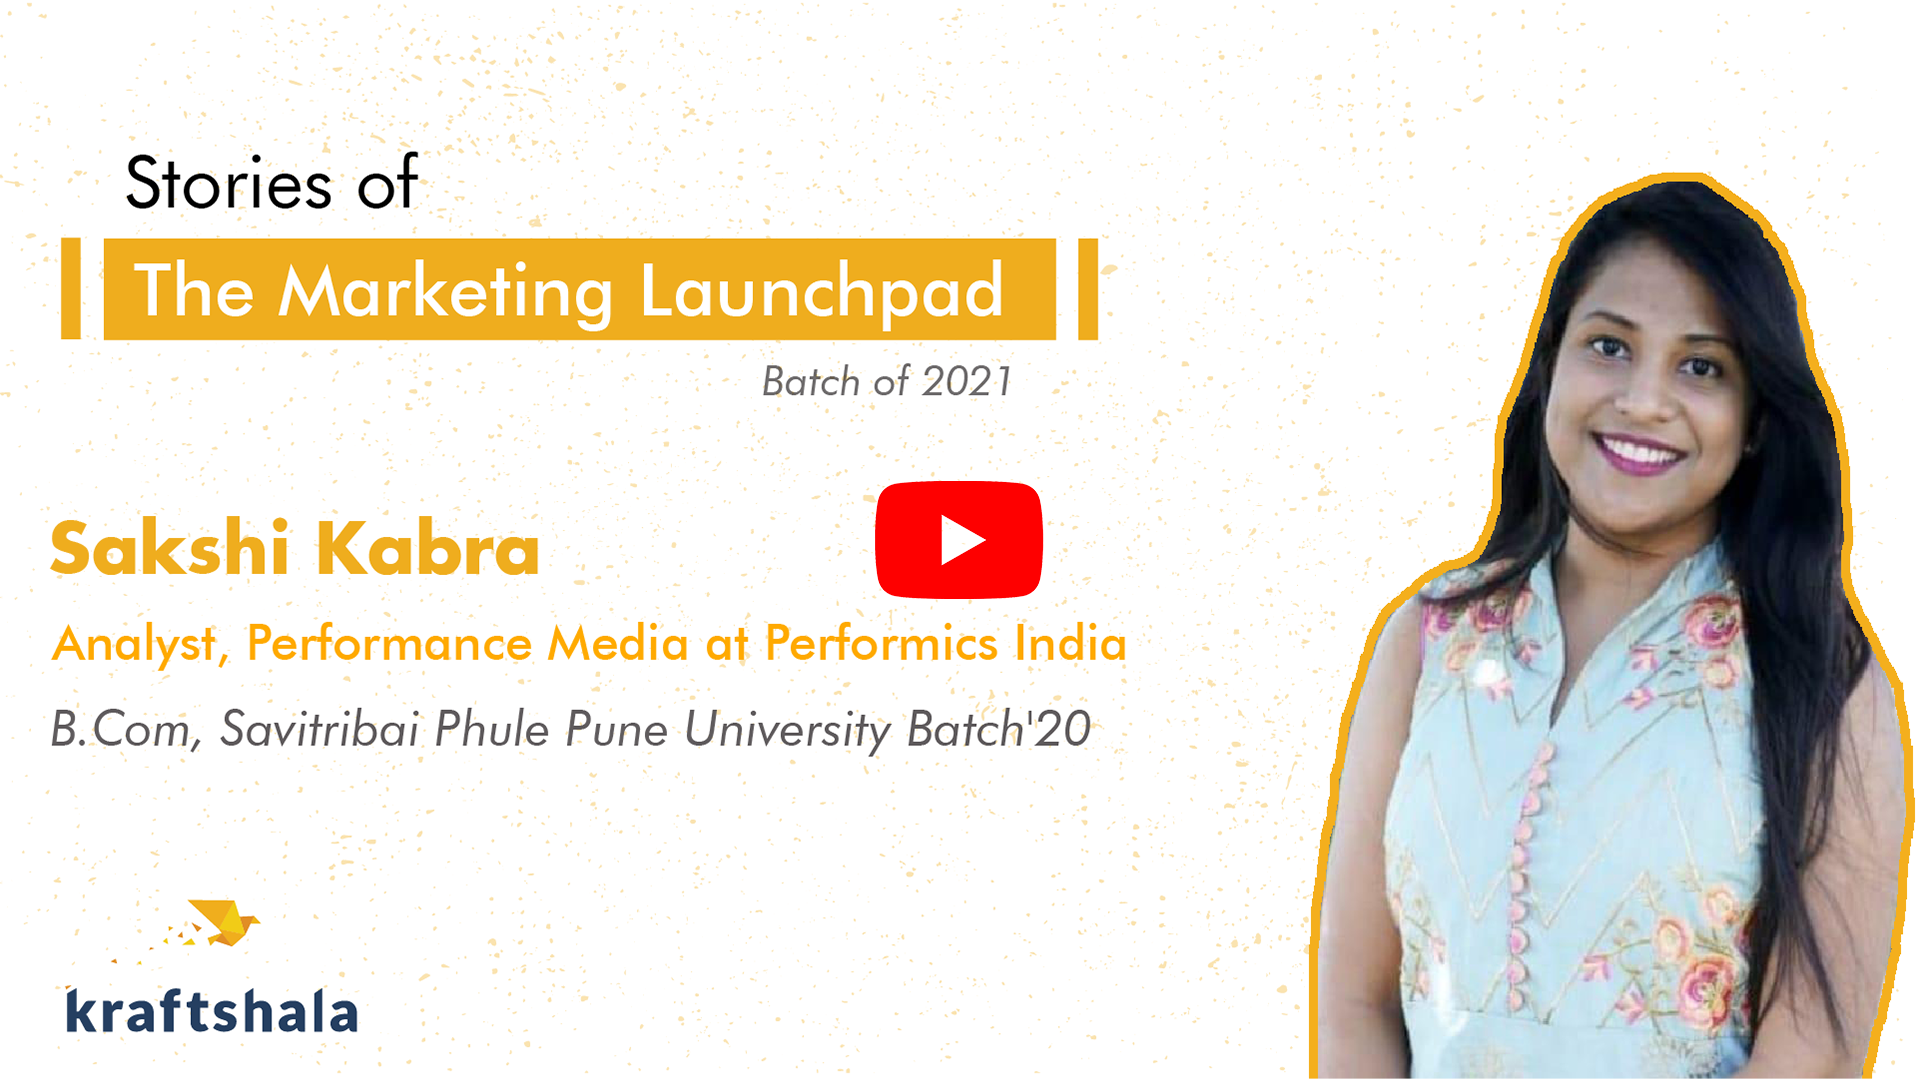 Stories of
The Marketing Launchpad
Batch of 2021
Sakshi Kabra
Analyst, Performance Media at Performics India
B.Com, Savitribai Phule Pune University Batch'20
kraftshala